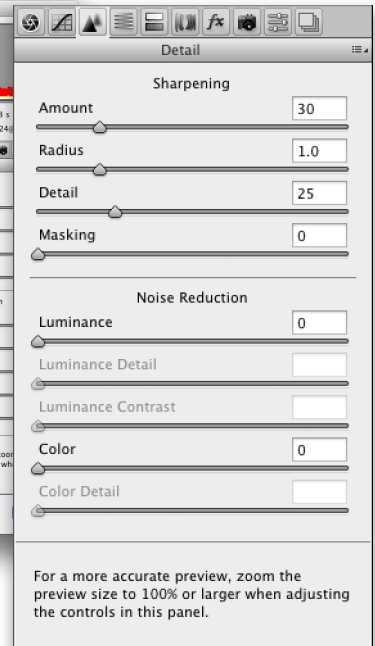 fx
Detail
Sharpening
Amount 30
Radius 1.0
Detail 25
Masking 0
Noise Reduction
Luminance 0
Luminance Detail
Luminance Contrast
Color 0
Color Detail
For a more accurate preview, zoom the
preview size to 100% or larger when adjusting
the controls in this panel.